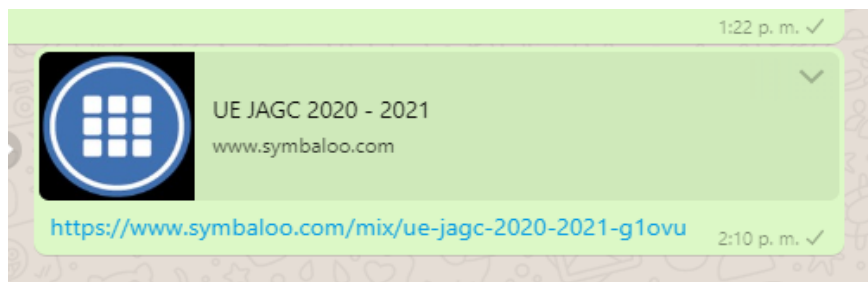 1:22 p. m.
UE JAGC 2020 - 2021
www.symbaloo.com
https://www.symbaloo.com/mix/ue-jagc-2020-2021-g1ovu
2:10 p. m.